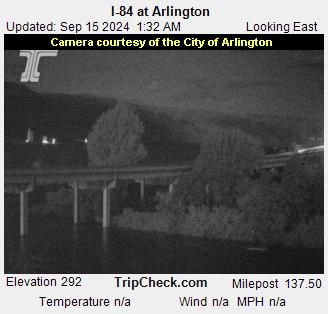 I-84 at Arlington
Updated: Sep 15 2024 1:32 AM Looking East
Camera courtesy of the City of Arlington
Elevation 292 TripCheck.com Milepost 137.50
Temperature n/a Wind n/a MPH n/a